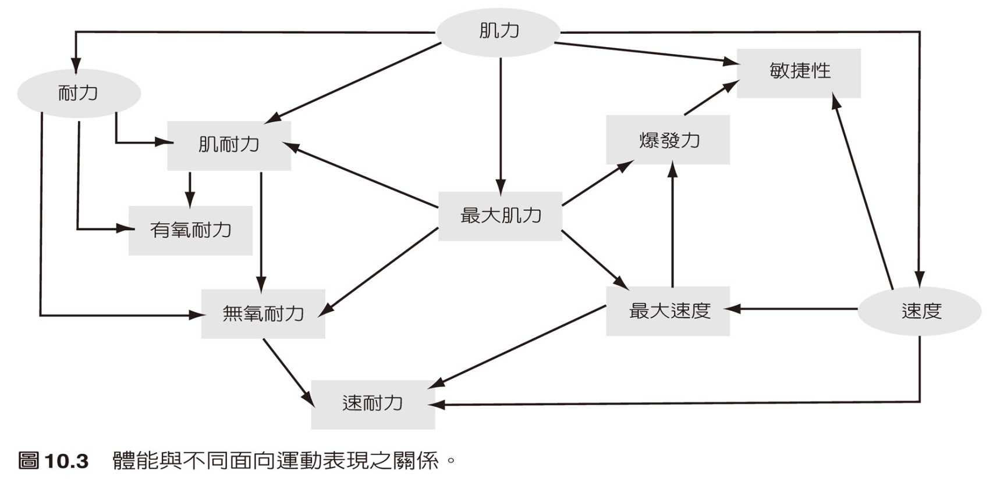 肌力
敏捷性
耐力
肌耐力
爆發力
最大肌力
有氧耐力
無氧耐力
最大速度
速度
速耐力
圖 10.3 體能與不同面向運動表現之關係。